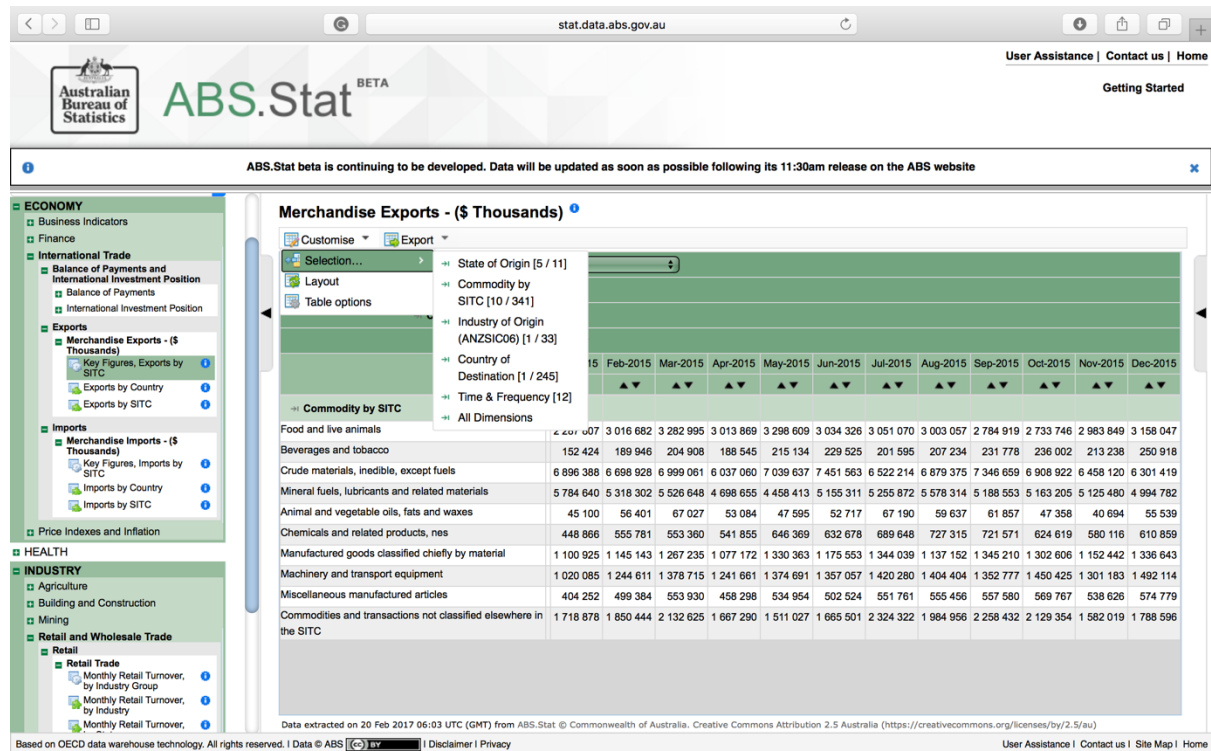 stat.data.abs.gov.au
User Assistance | Contact us | Home
Australian
Bureau of
Statistics
ABS.Stat BETA
Getting Started
ABS.Stat beta is continuing to be developed. Data will be updated as soon as possible following its 11:30am release on the ABS website
ECONOMY
Business Indicators
Finance
International Trade
Balance of Payments and
International Investment Position
Balance of Payments
International Investment Position
Exports
Merchandise Exports - ($
Thousands)
Key Figures, Exports by
SITC
Exports by Country
Exports by SITC
Imports
Merchandise Imports - ($
Thousands)
Key Figures, Imports by
SITC
Imports by Country
Imports by SITC
Price Indexes and Inflation
HEALTH
INDUSTRY
Agriculture
Building and Construction
Mining
Retail and Wholesale Trade
Retail
Retail Trade
Monthly Retail Turnover,
by Industry Group
Monthly Retail Turnover,
by Industry
Monthly Retail Turnover,
Merchandise Exports - ($ Thousands)
Customise Export
Selection...
Layout
Table options
State of Origin [5 / 11]
Commodity by
SITC [10 / 341]
Industry of Origin
(ANZSIC06) [1 / 33]
Country of
Destination [1 / 245]
Time & Frequency [12]
All Dimensions
15 Feb-2015 Mar-2015 Apr-2015 May-2015 Jun-2015 Jul-2015 Aug-2015 Sep-2015 Oct-2015 Nov-2015 Dec-2015
Commodity by SITC
Food and live animals 3 016 682 3 282 995 3 013 869 3 298 609 3 034 326 3 051 070 3 003 057 2 784 919 2 733 746 2 983 849 3 158 047
Beverages and tobacco 152 424 189 946 204 908 188 545 215 134 229 525 201 595 207 234 231 778 236 002 213 238 250 918
Crude materials, inedible, except fuels 6 896 388 6 698 928 6 999 061 6 037 060 7 039 637 7 451 563 6 522 214 6 879 375 7 346 659 6 908 922 6 458 120 6 301 419
Mineral fuels, lubricants and related materials 5 784 640 5 318 302 5 526 648 4 698 655 4 458 413 5 155 311 5 255 872 5 578 314 5 188 553 5 163 205 5 125 480 4 994 782
Animal and vegetable oils, fats and waxes 45 100 56 401 67 027 53 084 47 595 52 717 67 190 59 637 61 857 47 358 40 694 55 539
Chemicals and related products, nes 448 866 555 781 553 360 541 855 646 369 632 678 689 648 727 315 721 571 624 619 580 116 610 859
Manufactured goods classified chiefly by material 1 100 925 1 145 143 1 267 235 1 077 172 1 330 363 1 175 553 1 344 039 1 137 152 1 345 210 1 302 606 1 152 442 1 336 643
Machinery and transport equipment 1 020 085 1 244 611 1 378 715 1 241 661 1 374 691 1 357 057 1 420 280 1 404 404 1 352 777 1 450 425 1 301 183 1 492 114
Miscellaneous manufactured articles 404 252 499 384 553 930 458 298 534 954 502 524 551 761 555 456 557 580 569 767 538 626 574 779
Commodities and transactions not classified elsewhere in 1 718 878 1 850 444 2 132 625 1 667 290 1 511 027 1 665 501 2 324 322 1 984 956 2 258 432 2 129 354 1 582 019 1 788 596
the SITC
Data extracted on 20 Feb 2017 06:03 UTC (GMT) from ABS.Stat © Commonwealth of Australia. Creative Commons Attribution 2.5 Australia (https://creativecommons.org/licenses/by/2.5/au)
Based on OECD data warehouse technology. All rights reserved. I Data © ABS (cc) BY I Disclaimer I Privacy
User Assistance I Contact us I Site Map I Home